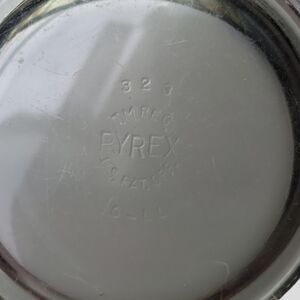 323
T.M. REG.
PYREX
U.S. PAT. OFF.